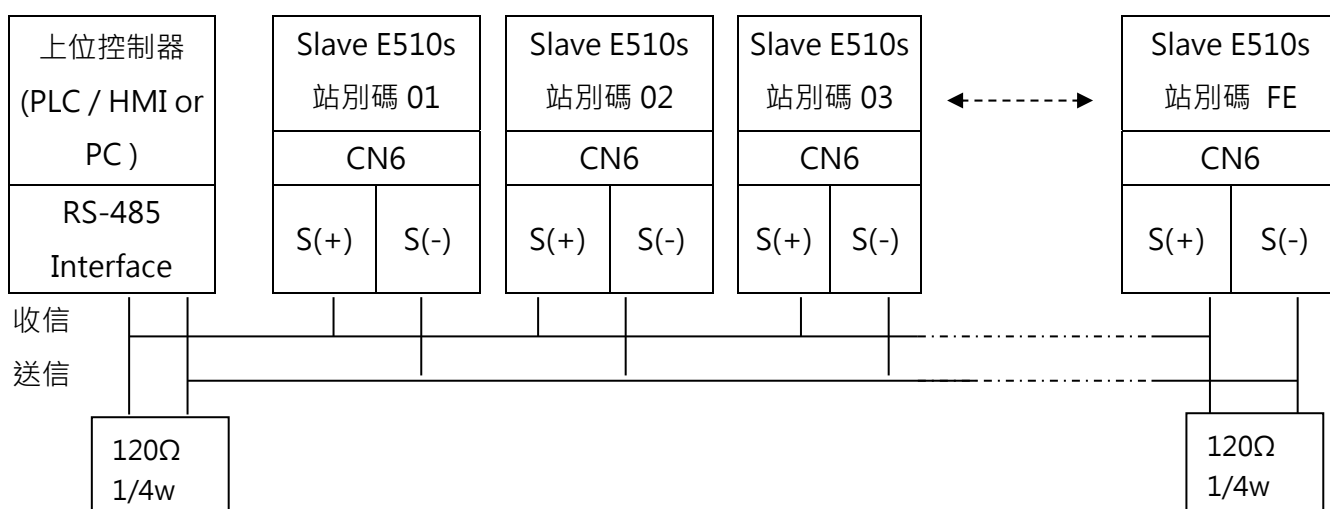 上位控制器
(PLC / HMI or
PC )
RS-485
Interface
Slave E510s
站別碼 01
CN6
S(+) S(-)
Slave E510s
站別碼 02
CN6
S(+) S(-)
Slave E510s
站別碼 03
CN6
S(+) S(-)
Slave E510s
站別碼 FE
CN6
S(+) S(-)
收信
送信
120Ω
1/4w
120Ω
1/4w